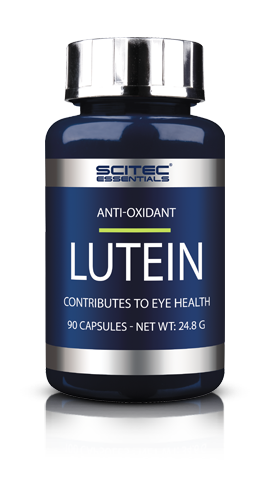 SCITEC
ESSENTIALS
ANTI-OXIDANT
LUTEIN
CONTRIBUTES TO EYE HEALTH
90 CAPSULES - NET WT: 24.8 G